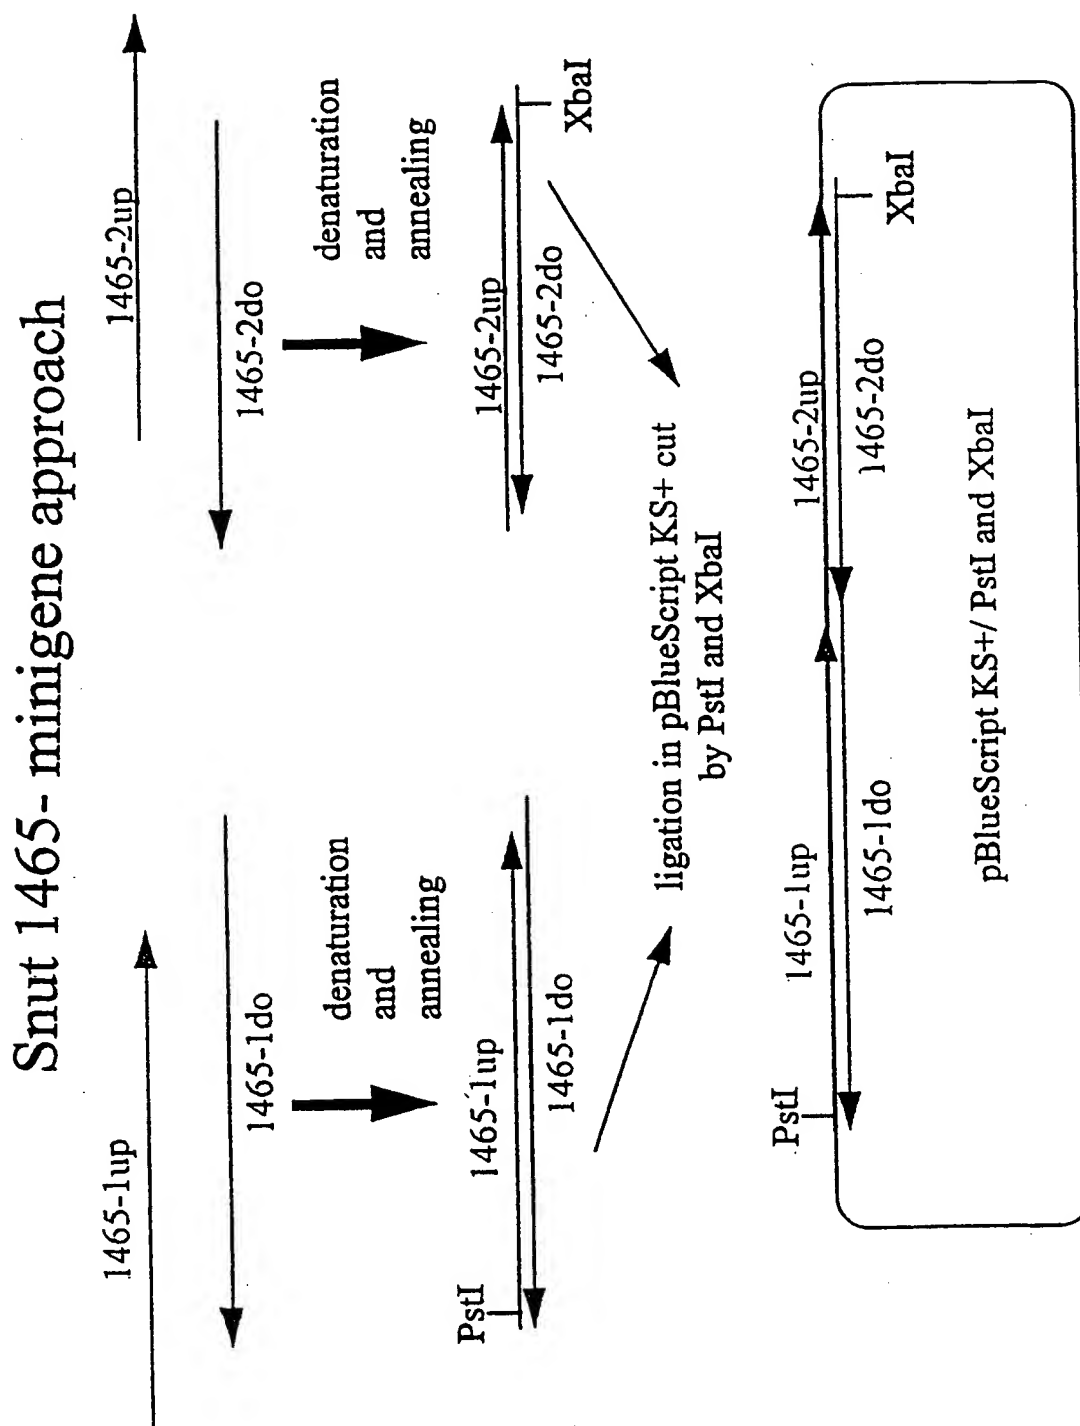 Snut 1465- minigene approach
1465-1up
1465-2up
1465-1do
1465-2do
denaturation
and
annealing
denaturation
and
annealing
PstI
1465-1up
1465-1do
1465-2up
1465-2do
XbaI
ligation in pBlueScript KS+ cut
by PstI and XbaI
PstI
1465-1up
1465-1do
1465-2up
1465-2do
XbaI
pBlueScript KS+/ PstI and XbaI